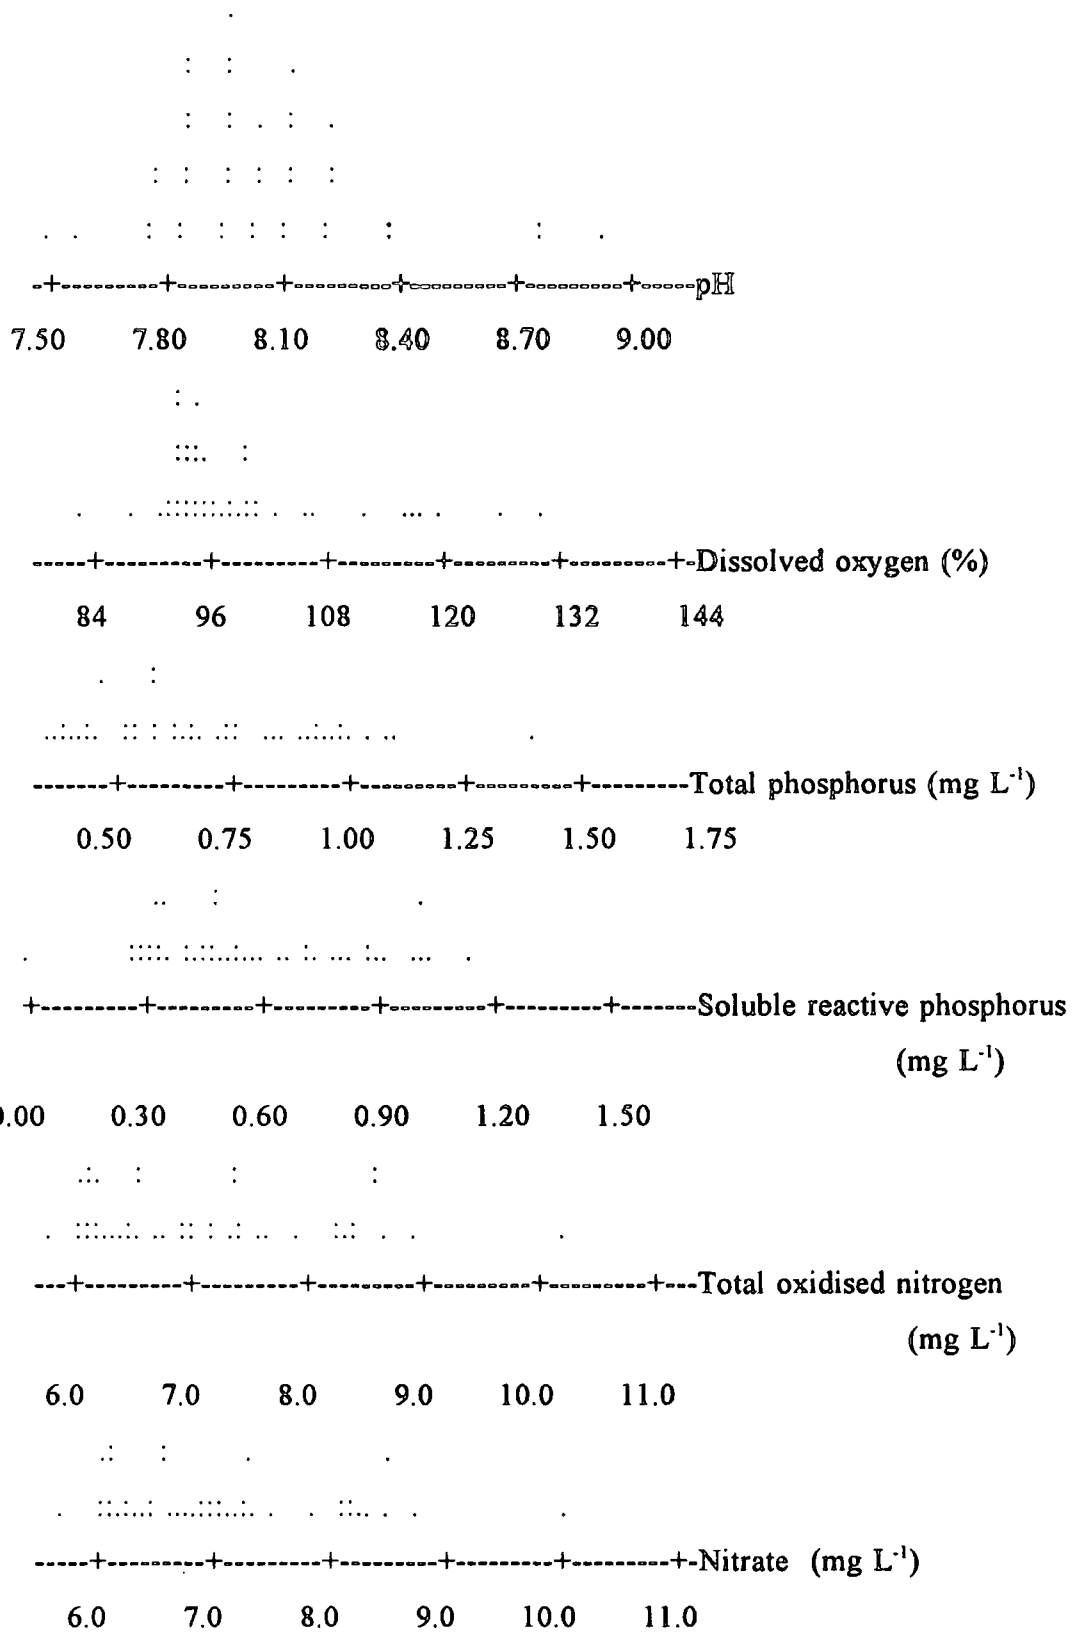 pH
7.50 7.80 8.10 8.40 8.70 9.00
Dissolved oxygen (%)
84 96 108 120 132 144
Total phosphorus (mg L⁻¹)
0.50 0.75 1.00 1.25 1.50 1.75
Soluble reactive phosphorus
(mg L⁻¹)
0.00 0.30 0.60 0.90 1.20 1.50
Total oxidised nitrogen
(mg L⁻¹)
6.0 7.0 8.0 9.0 10.0 11.0
Nitrate (mg L⁻¹)
6.0 7.0 8.0 9.0 10.0 11.0